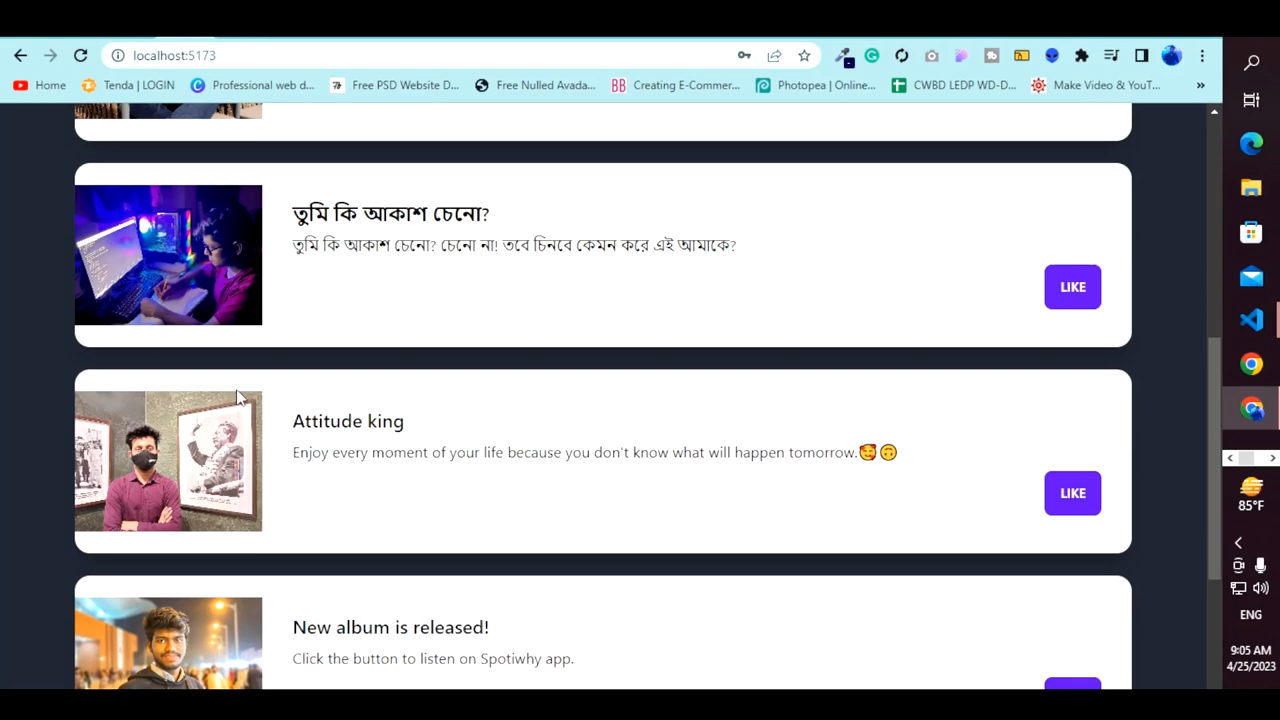 localhost:5173
Home
Tenda | LOGIN
Professional web d...
Free PSD Website D...
Free Nulled Avada...
BB Creating E-Commer...
Photopea | Online...
CWBD LEDP WD-D...
Make Video & YouT...
»
তুমি কি আকাশ চেনো?
তুমি কি আকাশ চেনো? চেনো না! তবে চিনবে কেমন করে এই আমাকে?
LIKE
Attitude king
Enjoy every moment of your life because you don't know what will happen tomorrow.🥰🙃
LIKE
New album is released!
Click the button to listen on Spotiwhy app.
85°F
ENG
9:05 AM
4/25/2023